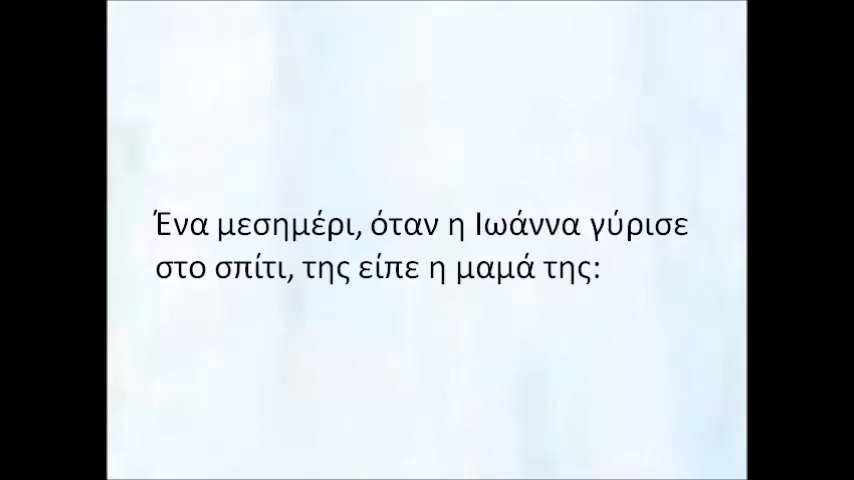 Ένα μεσημέρι, όταν η Ιωάννα γύρισε
στο σπίτι, της είπε η μαμά της: